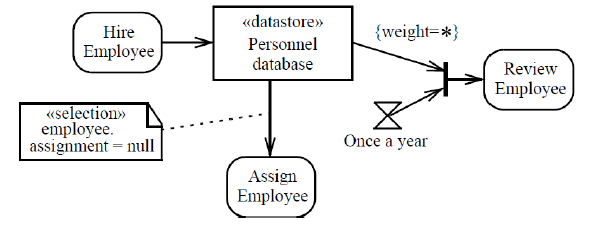 Hire
Employee
«datastore»
Personnel
database
{weight=*}
Review
Employee
«selection»
employee.
assignment = null
Once a year
Assign
Employee